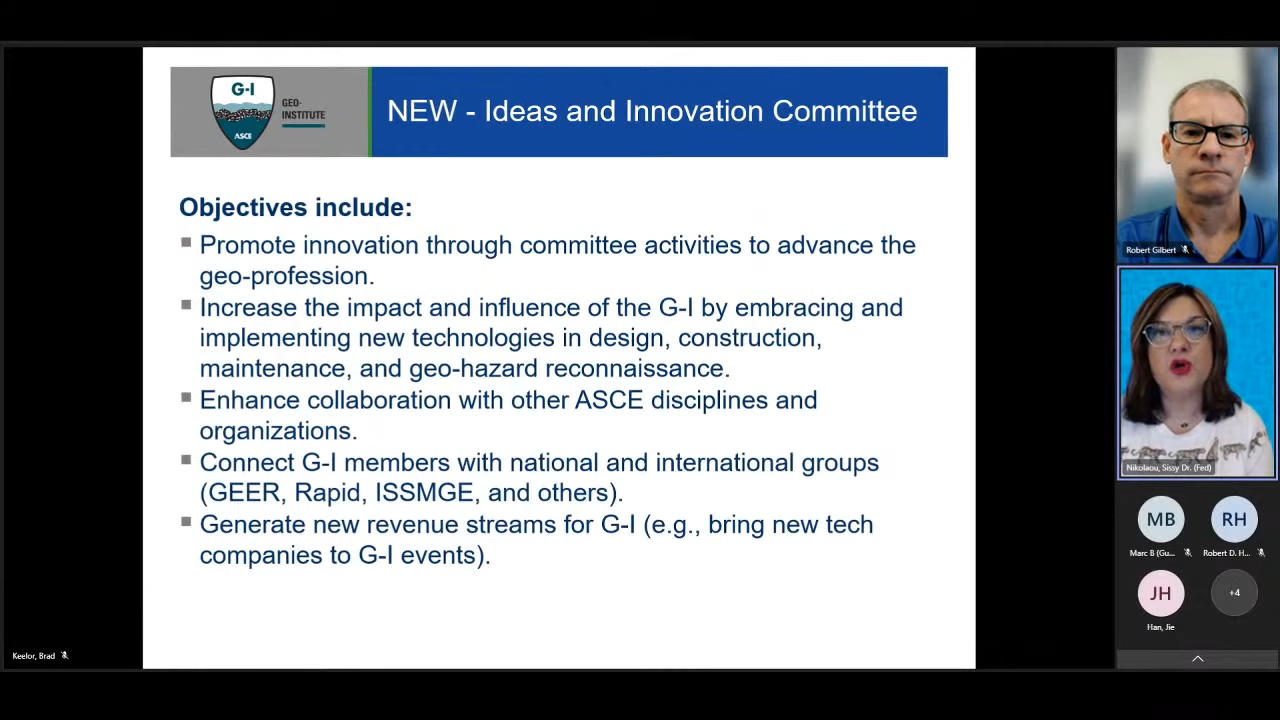 G-I
GEO-
INSTITUTE
ASCE
NEW - Ideas and Innovation Committee
Objectives include:
Promote innovation through committee activities to advance the
geo-profession.
Increase the impact and influence of the G-I by embracing and
implementing new technologies in design, construction,
maintenance, and geo-hazard reconnaissance.
Enhance collaboration with other ASCE disciplines and
organizations.
Connect G-I members with national and international groups
(GEER, Rapid, ISSMGE, and others).
Generate new revenue streams for G-I (e.g., bring new tech
companies to G-I events).
Keelor, Brad
Robert Gilbert
Nikolaou, Sissy Dr. (Fed)
MB
RH
Marc B (Gu...
Robert D. H...
JH
+4
Han, Jie